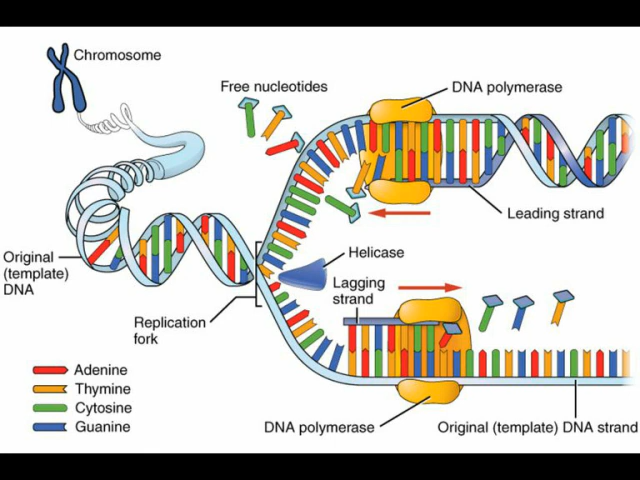 Chromosome
Free nucleotides
DNA polymerase
Leading strand
Helicase
Lagging
strand
Original
(template)
DNA
Replication
fork
Adenine
Thymine
Cytosine
Guanine
DNA polymerase
Original (template) DNA strand